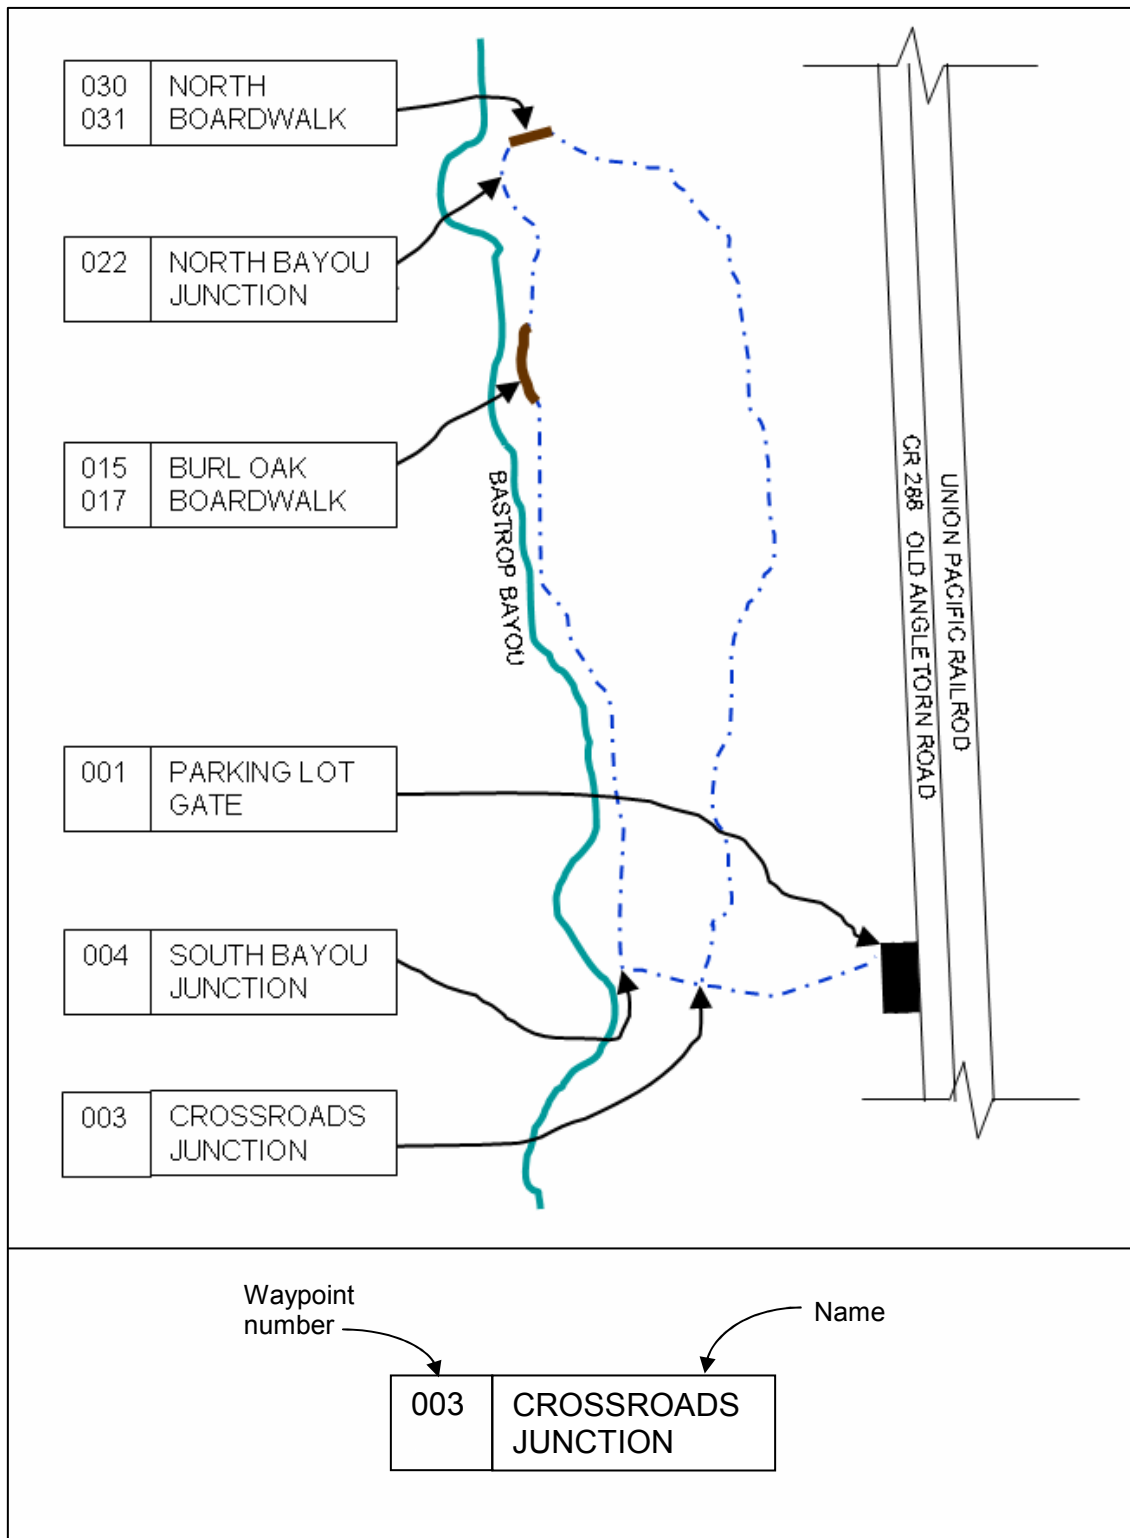 030 NORTH
031 BOARDWALK
022 NORTH BAYOU
JUNCTION
015 BURL OAK
017 BOARDWALK
BASTROP BAYOU
CR 288 OLD ANGLETORN ROAD
UNION PACIFIC RAILROD
001 PARKING LOT
GATE
004 SOUTH BAYOU
JUNCTION
003 CROSSROADS
JUNCTION
Waypoint
number
Name
003 CROSSROADS
JUNCTION